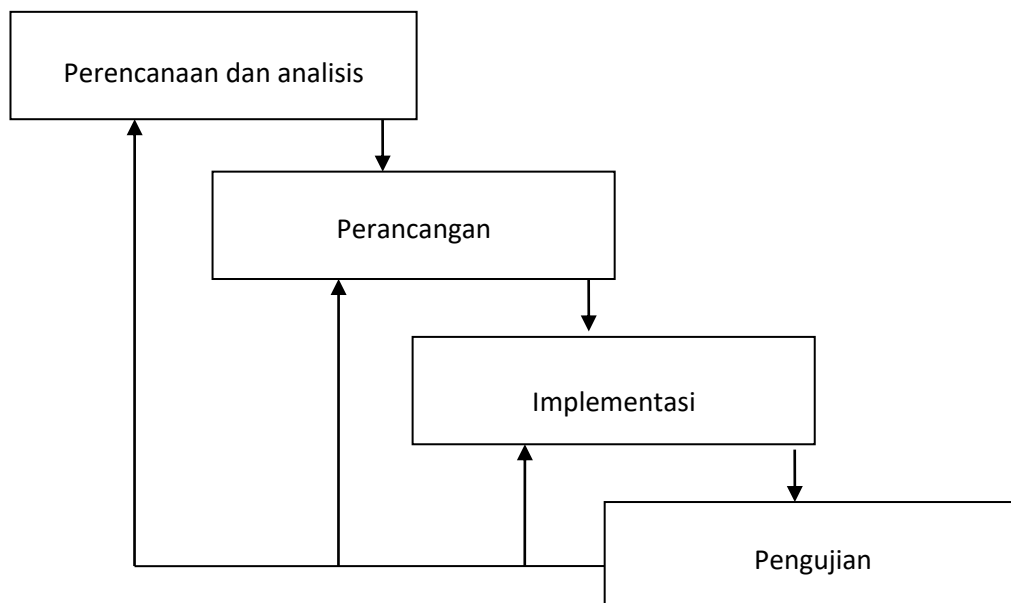 Perencanaan dan analisis
Perancangan
Implementasi
Pengujian